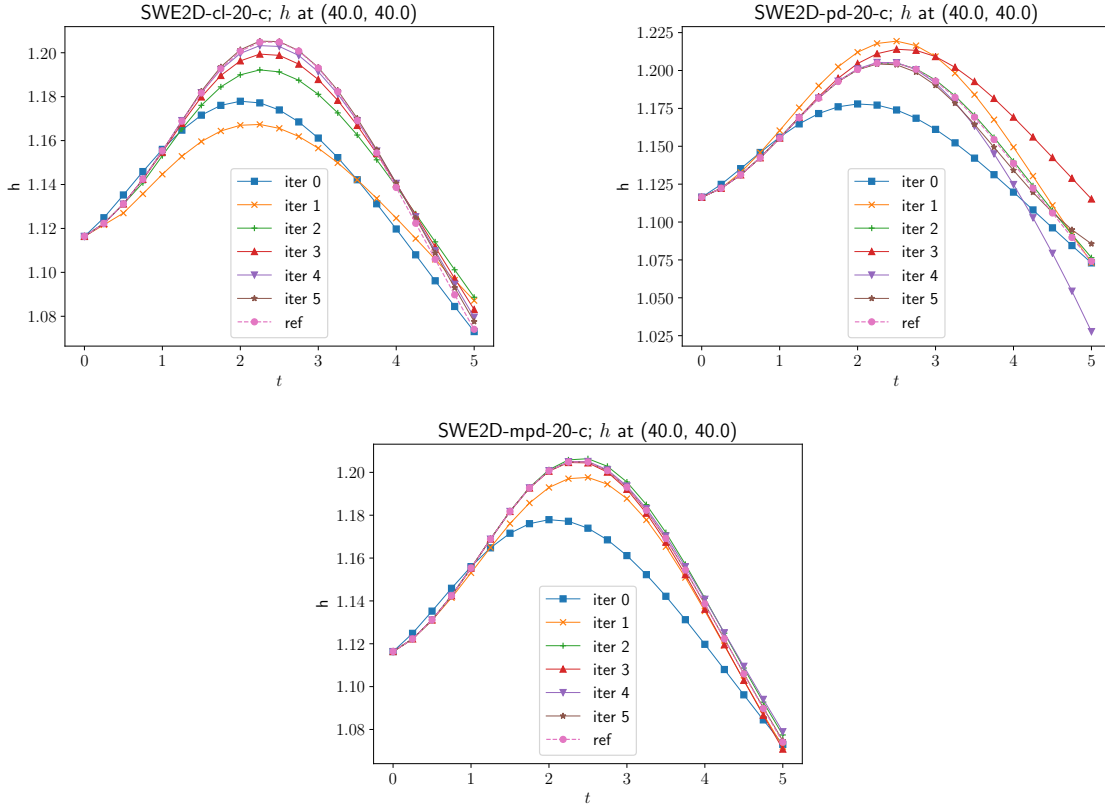 SWE2D-cl-20-c; h at (40.0, 40.0)
1.20
1.18
1.16
1.14
1.12
1.10
1.08
h
iter 0
iter 1
iter 2
iter 3
iter 4
iter 5
ref
0 1 2 3 4 5
t
SWE2D-pd-20-c; h at (40.0, 40.0)
1.225
1.200
1.175
1.150
1.125
1.100
1.075
1.050
1.025
h
iter 0
iter 1
iter 2
iter 3
iter 4
iter 5
ref
0 1 2 3 4 5
t
SWE2D-mpd-20-c; h at (40.0, 40.0)
1.20
1.18
1.16
1.14
1.12
1.10
1.08
h
iter 0
iter 1
iter 2
iter 3
iter 4
iter 5
ref
0 1 2 3 4 5
t